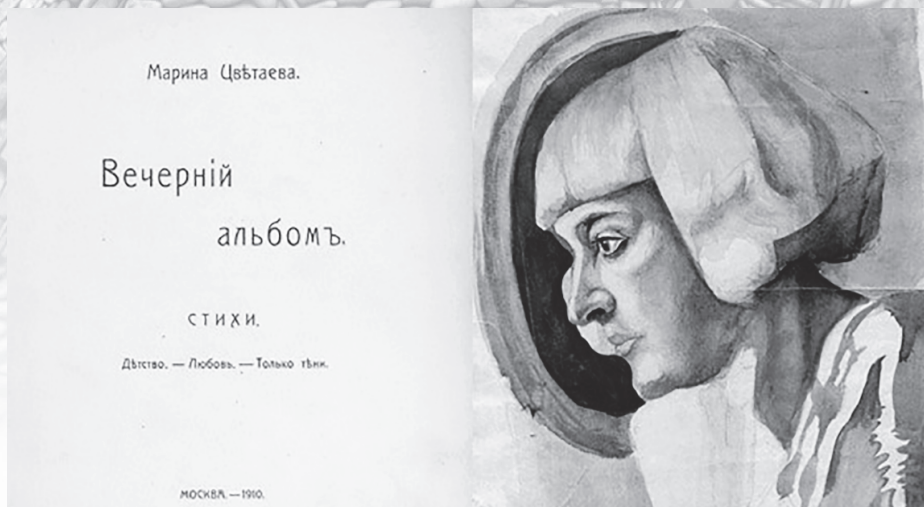 Марина Цвѣтаева.
Вечерній
альбомъ.
СТИХИ.
Дѣтство. — Любовь. — Только тѣни.
МОСКВА. — 1910.